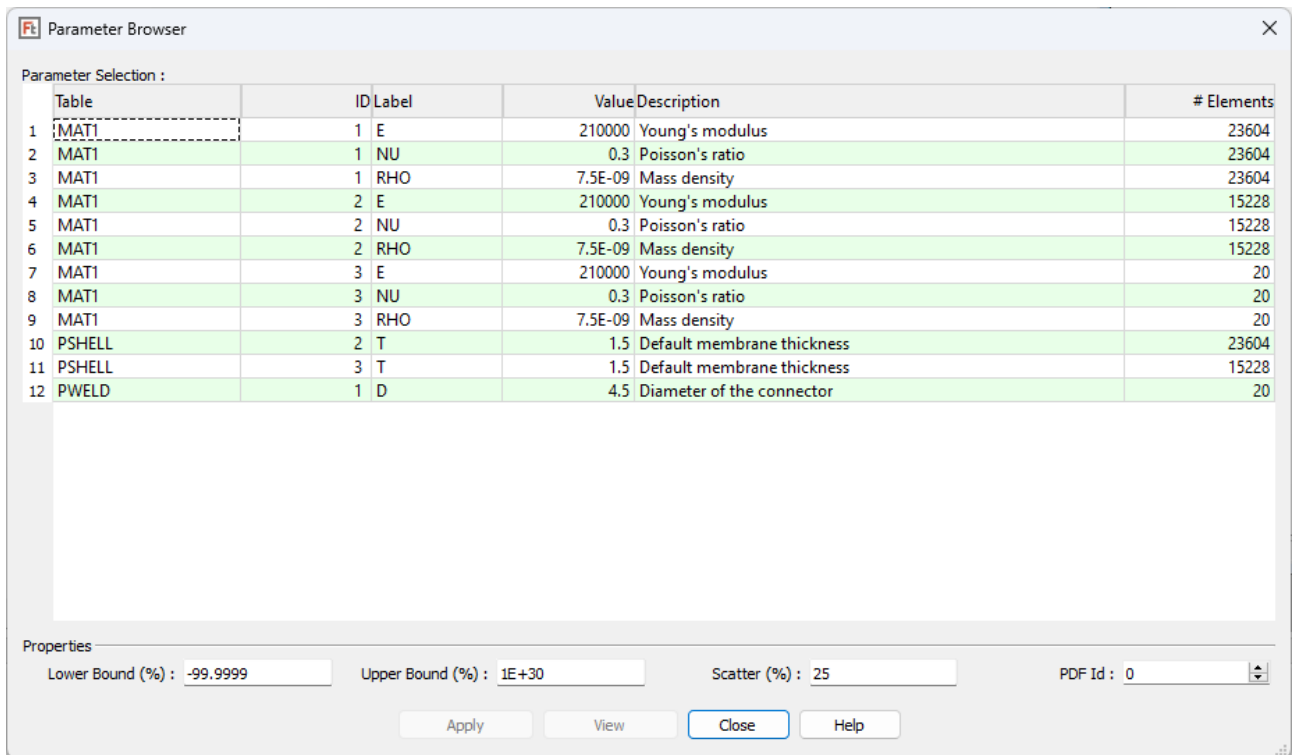 Ft Parameter Browser
Parameter Selection :
Table ID Label Value Description # Elements
1 MAT1 1 E 210000 Young's modulus 23604
2 MAT1 1 NU 0.3 Poisson's ratio 23604
3 MAT1 1 RHO 7.5E-09 Mass density 23604
4 MAT1 2 E 210000 Young's modulus 15228
5 MAT1 2 NU 0.3 Poisson's ratio 15228
6 MAT1 2 RHO 7.5E-09 Mass density 15228
7 MAT1 3 E 210000 Young's modulus 20
8 MAT1 3 NU 0.3 Poisson's ratio 20
9 MAT1 3 RHO 7.5E-09 Mass density 20
10 PSHELL 2 T 1.5 Default membrane thickness 23604
11 PSHELL 3 T 1.5 Default membrane thickness 15228
12 PWELD 1 D 4.5 Diameter of the connector 20
Properties
Lower Bound (%) : -99.9999 Upper Bound (%) : 1E+30 Scatter (%) : 25 PDF Id : 0
Apply View Close Help